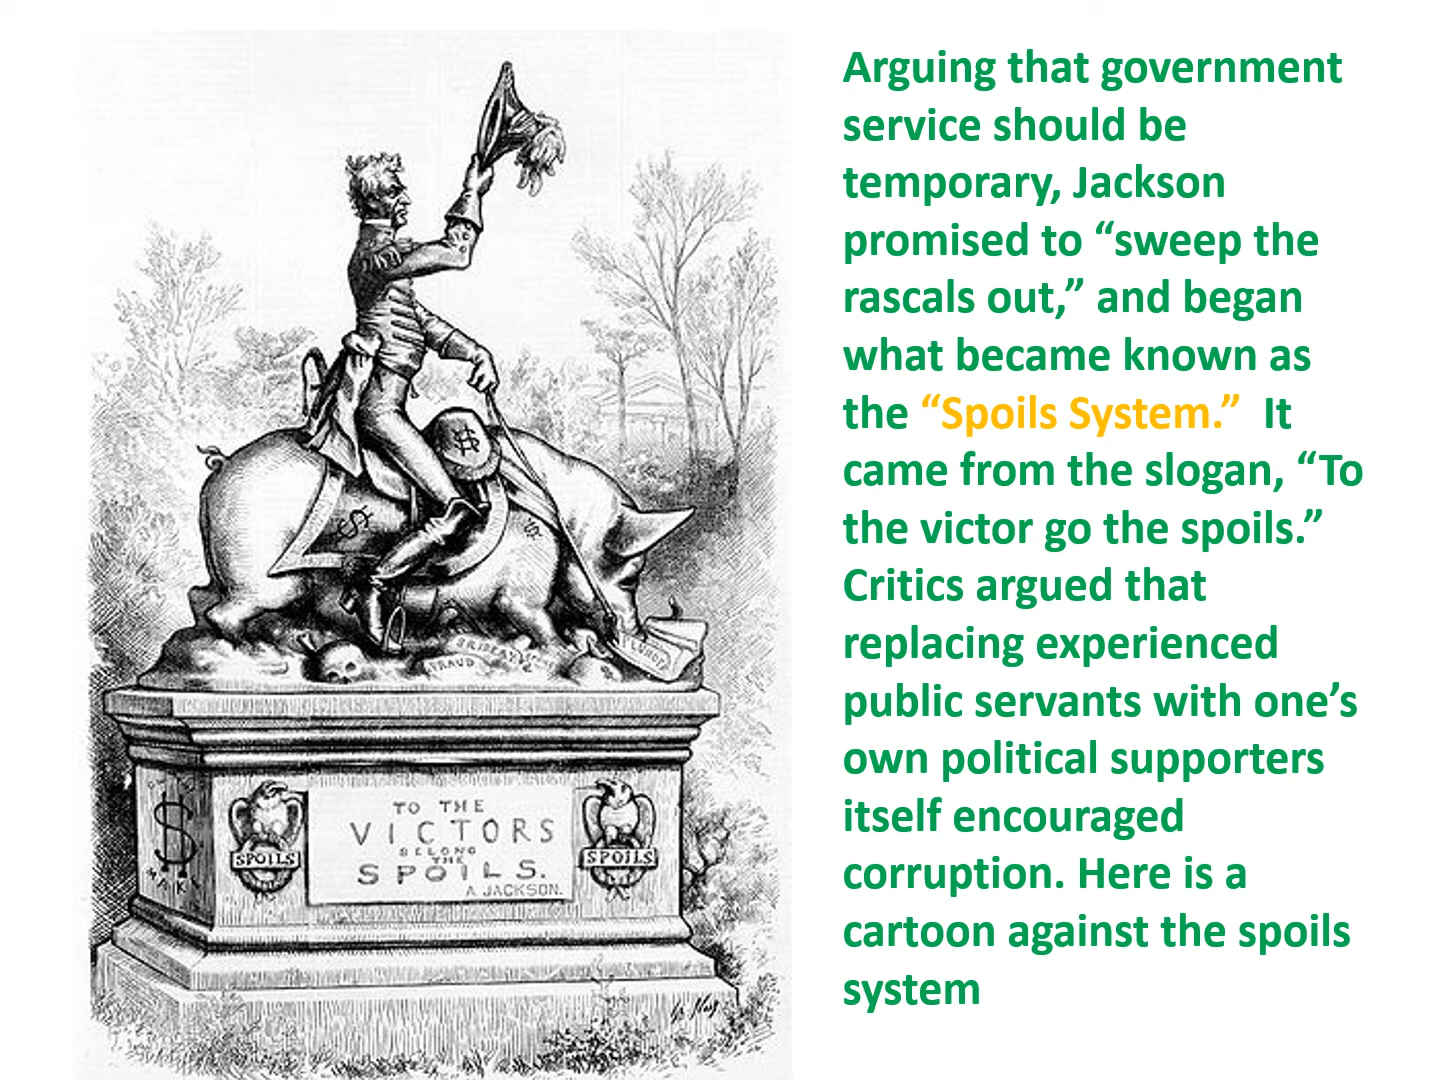 Arguing that government
service should be
temporary, Jackson
promised to “sweep the
rascals out,” and began
what became known as
the “Spoils System.”  It
came from the slogan, “To
the victor go the spoils.”
Critics argued that
replacing experienced
public servants with one’s
own political supporters
itself encouraged
corruption. Here is a
cartoon against the spoils
system
$
$
$
FRAUD
PLUNDER
$
SPOILS
TO THE
VICTORS
BELONG
THE
SPOILS.
A. JACKSON.
SPOILS
Th. Nast